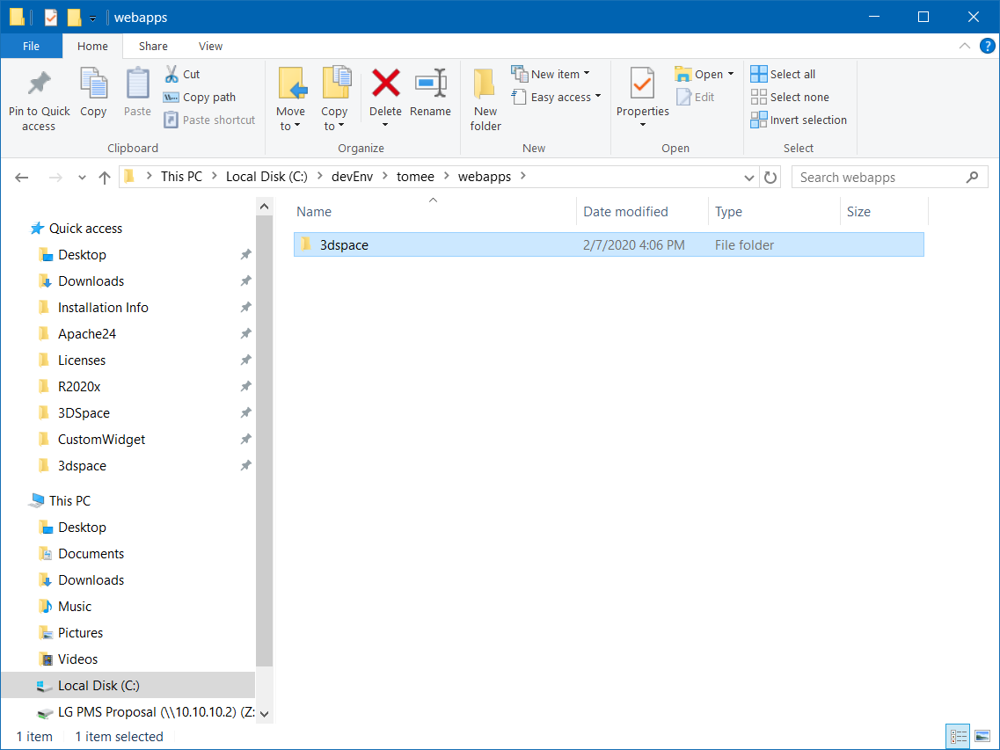 webapps
File Home Share View
Pin to Quick access
Copy
Paste
Cut
Copy path
Paste shortcut
Clipboard
Move to
Copy to
Delete
Rename
Organize
New folder
New item
Easy access
New
Properties
Open
Edit
Open
Select all
Select none
Invert selection
Select
This PC > Local Disk (C:) > devEnv > tomee > webapps >
Search webapps
Name Date modified Type Size
3dspace 2/7/2020 4:06 PM File folder
Quick access
Desktop
Downloads
Installation Info
Apache24
Licenses
R2020x
3DSpace
CustomWidget
3dspace
This PC
Desktop
Documents
Downloads
Music
Pictures
Videos
Local Disk (C:)
LG PMS Proposal (\\10.10.10.2) (Z:
1 item 1 item selected